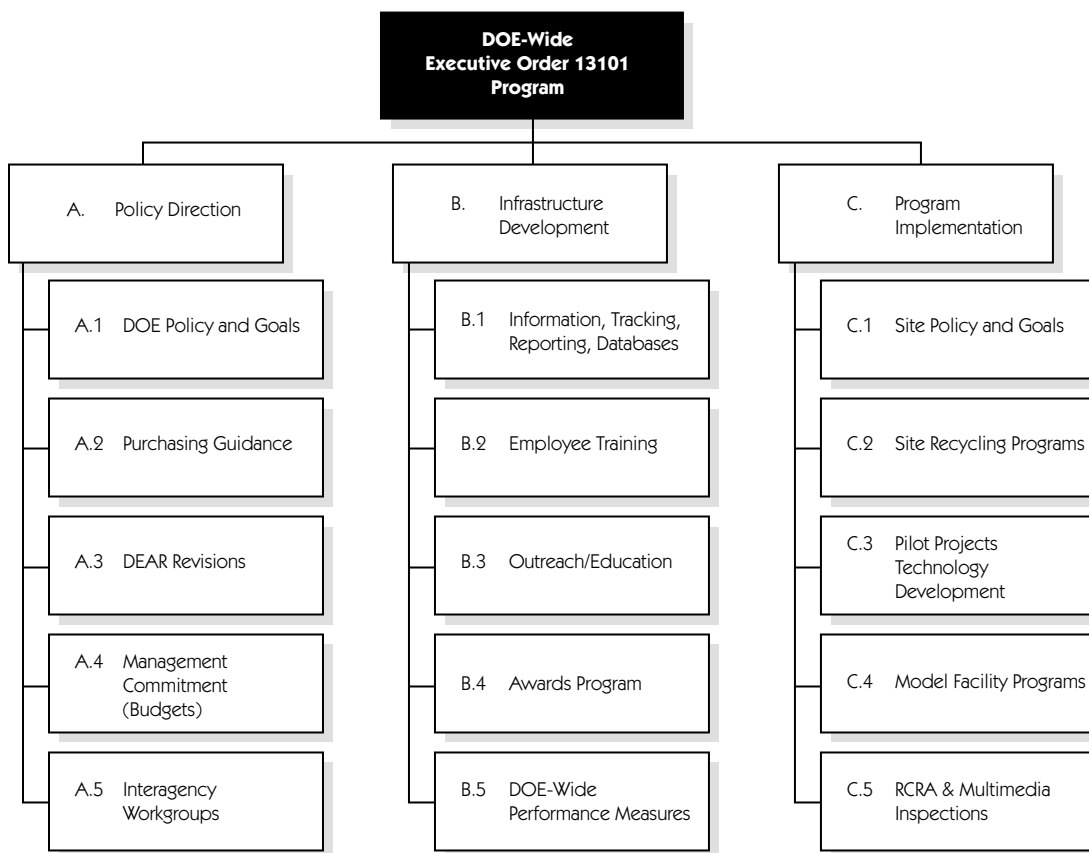 DOE-Wide
Executive Order 13101
Program
A. Policy Direction
A.1 DOE Policy and Goals
A.2 Purchasing Guidance
A.3 DEAR Revisions
A.4 Management
Commitment
(Budgets)
A.5 Interagency
Workgroups
B. Infrastructure
Development
B.1 Information, Tracking,
Reporting, Databases
B.2 Employee Training
B.3 Outreach/Education
B.4 Awards Program
B.5 DOE-Wide
Performance Measures
C. Program
Implementation
C.1 Site Policy and Goals
C.2 Site Recycling Programs
C.3 Pilot Projects
Technology
Development
C.4 Model Facility Programs
C.5 RCRA & Multimedia
Inspections